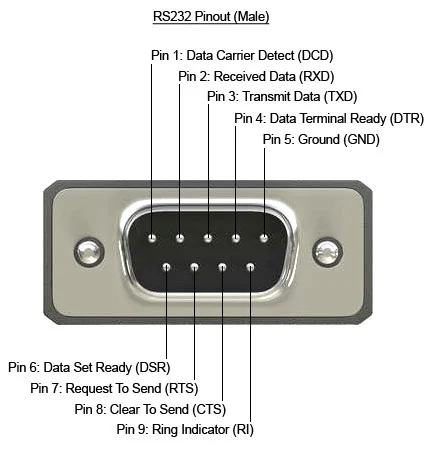 RS232 Pinout (Male)
Pin 1: Data Carrier Detect (DCD)
Pin 2: Received Data (RXD)
Pin 3: Transmit Data (TXD)
Pin 4: Data Terminal Ready (DTR)
Pin 5: Ground (GND)
Pin 6: Data Set Ready (DSR)
Pin 7: Request To Send (RTS)
Pin 8: Clear To Send (CTS)
Pin 9: Ring Indicator (RI)